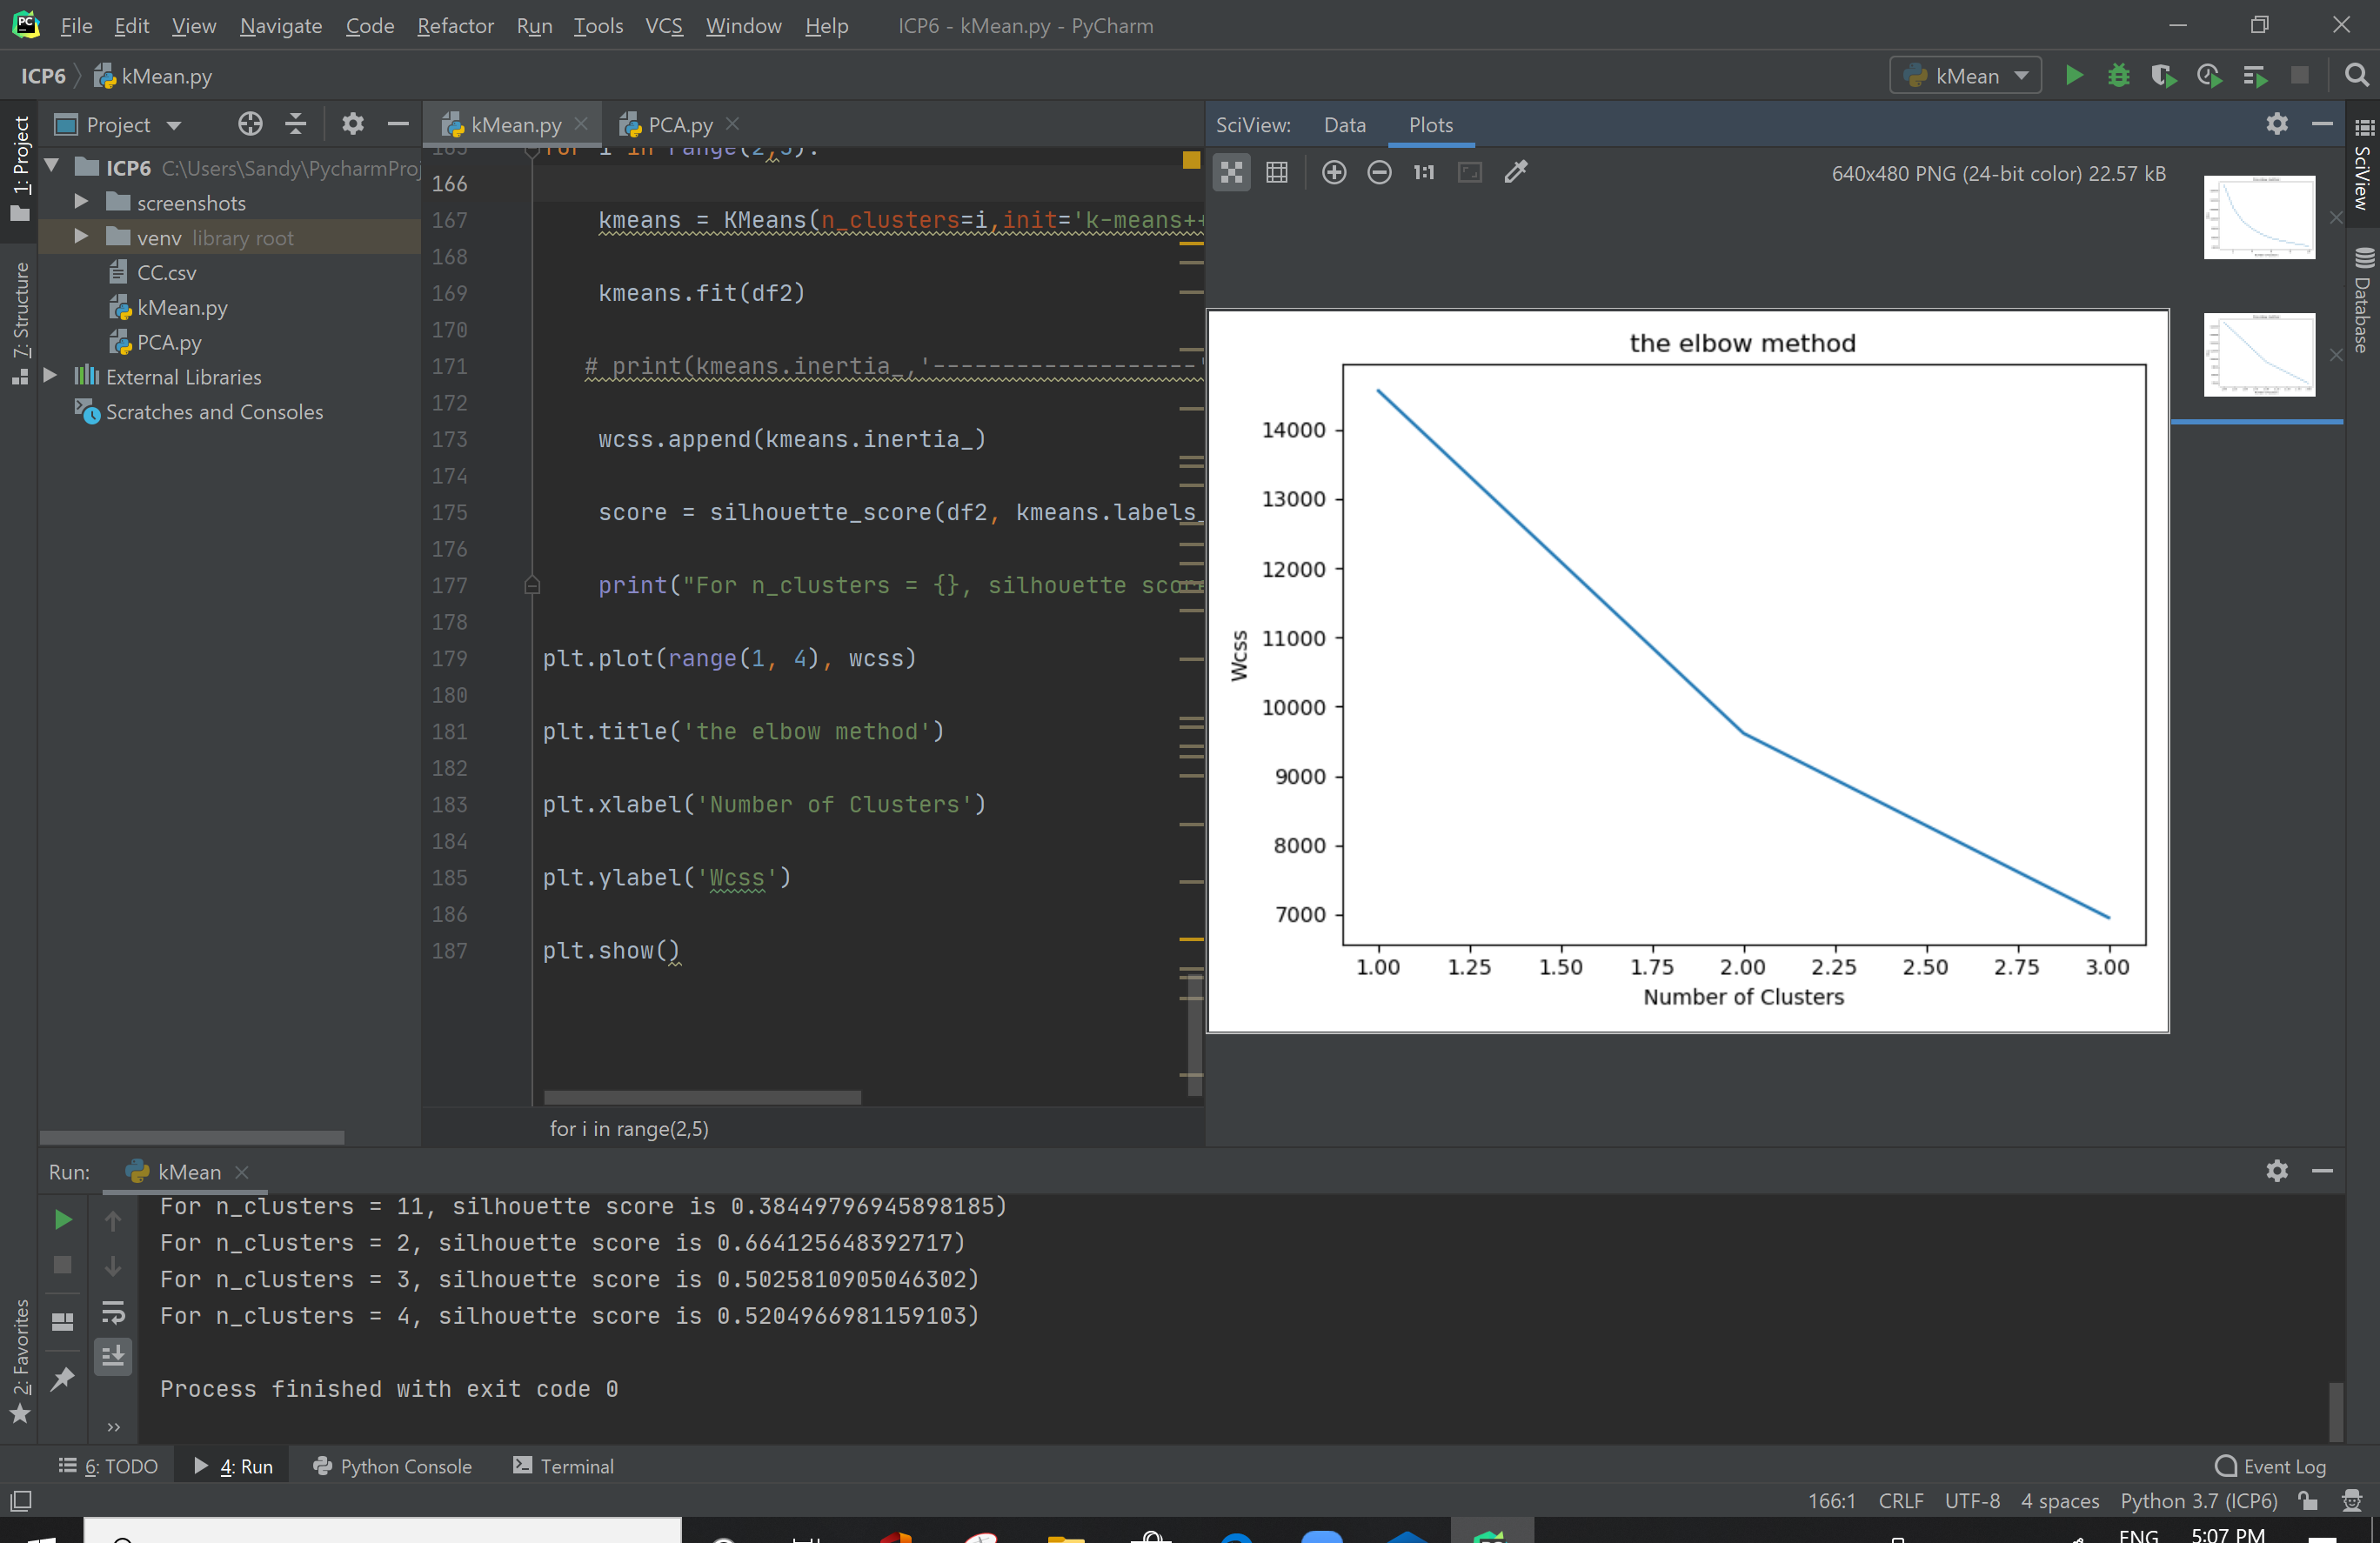 File Edit View Navigate Code Refactor Run Tools VCS Window Help ICP6 - kMean.py - PyCharm
ICP6 kMean.py kMean
1: Project
7: Structure
2: Favorites
Project
ICP6 C:\Users\Sandy\PycharmProj
screenshots
venv library root
CC.csv
kMean.py
PCA.py
External Libraries
Scratches and Consoles
kMean.py PCA.py
for i in range(2,5):
166
167 kmeans = KMeans(n_clusters=i,init='k-means++
168
169 kmeans.fit(df2)
170
171 # print(kmeans.inertia_,'-------------------'
172
173 wcss.append(kmeans.inertia_)
174
175 score = silhouette_score(df2, kmeans.labels_
176
177 print("For n_clusters = {}, silhouette score
178
179 plt.plot(range(1, 4), wcss)
180
181 plt.title('the elbow method')
182
183 plt.xlabel('Number of Clusters')
184
185 plt.ylabel('Wcss')
186
187 plt.show()
for i in range(2,5)
SciView: Data Plots
1:1 640x480 PNG (24-bit color) 22.57 kB
the elbow method
14000
13000
12000
11000
10000
9000
8000
7000
Wcss
1.00 1.25 1.50 1.75 2.00 2.25 2.50 2.75 3.00
Number of Clusters
SciView
Database
Run: kMean
For n_clusters = 11, silhouette score is 0.38449796945898185)
For n_clusters = 2, silhouette score is 0.664125648392717)
For n_clusters = 3, silhouette score is 0.5025810905046302)
For n_clusters = 4, silhouette score is 0.5204966981159103)
Process finished with exit code 0
6: TODO 4: Run Python Console Terminal Event Log
166:1 CRLF UTF-8 4 spaces Python 3.7 (ICP6)
ENG 5:07 PM